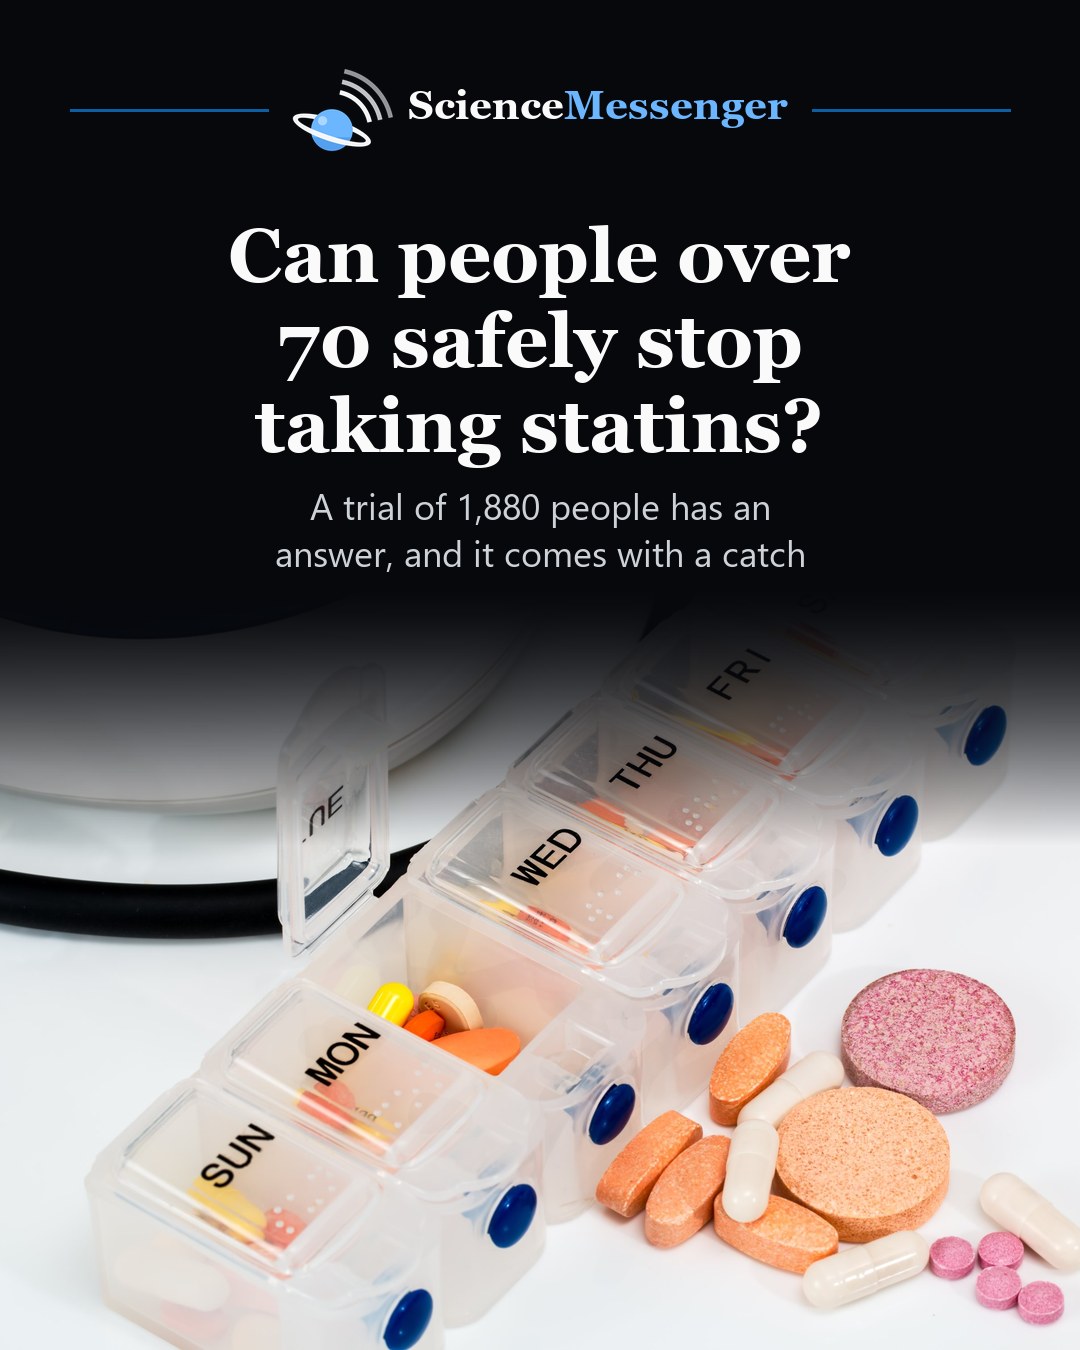 ScienceMessenger
Can people over
70 safely stop
taking statins?
A trial of 1,880 people has an
answer, and it comes with a catch
FRI
THU
WED
MON
SUN